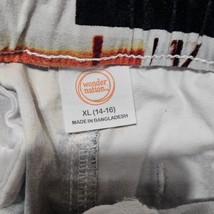 wonder
nation
XL (14-16)
MADE IN BANGLADESH